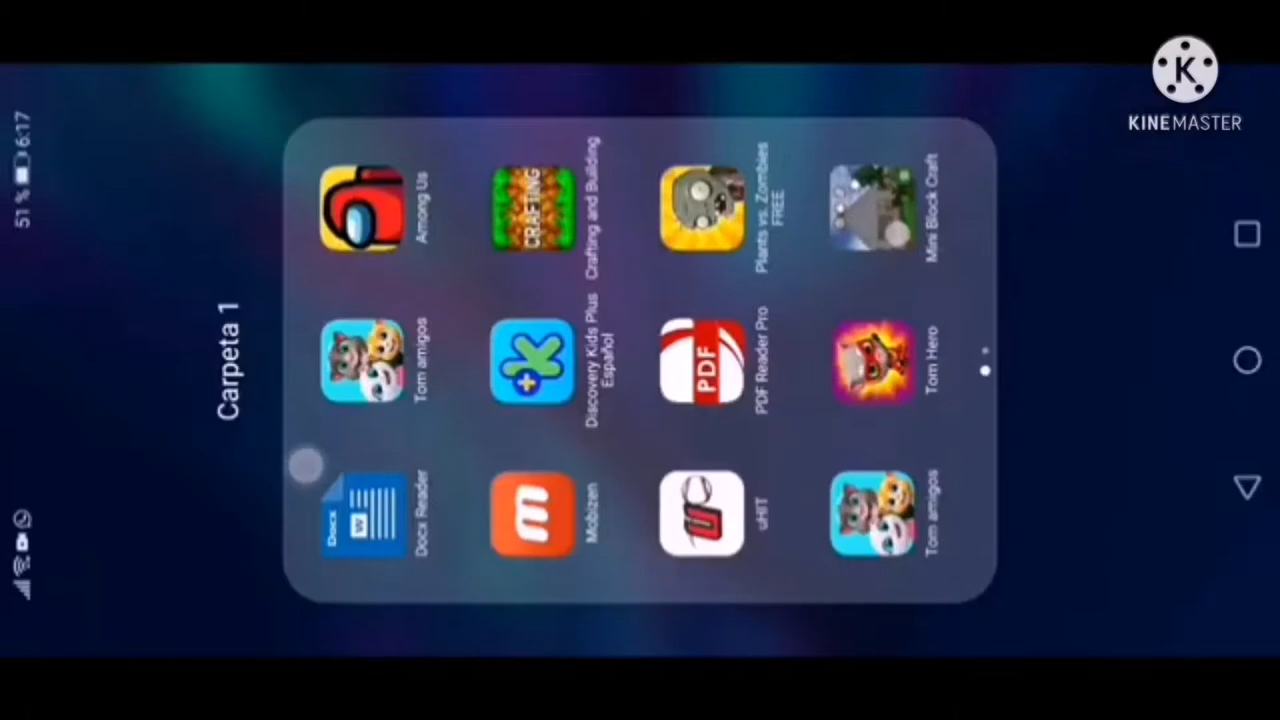 6:17
51 %
Carpeta 1
Docx
W
Docx Reader
Tom amigos
Among Us
m
Mobizen
+
K
Discovery Kids Plus
Español
CRAFTING
Crafting and Building
u
uHIT
PDF
PDF Reader Pro
Plants vs. Zombies
FREE
Tom amigos
Tom Hero
Mini Block Craft
K
KINEMASTER